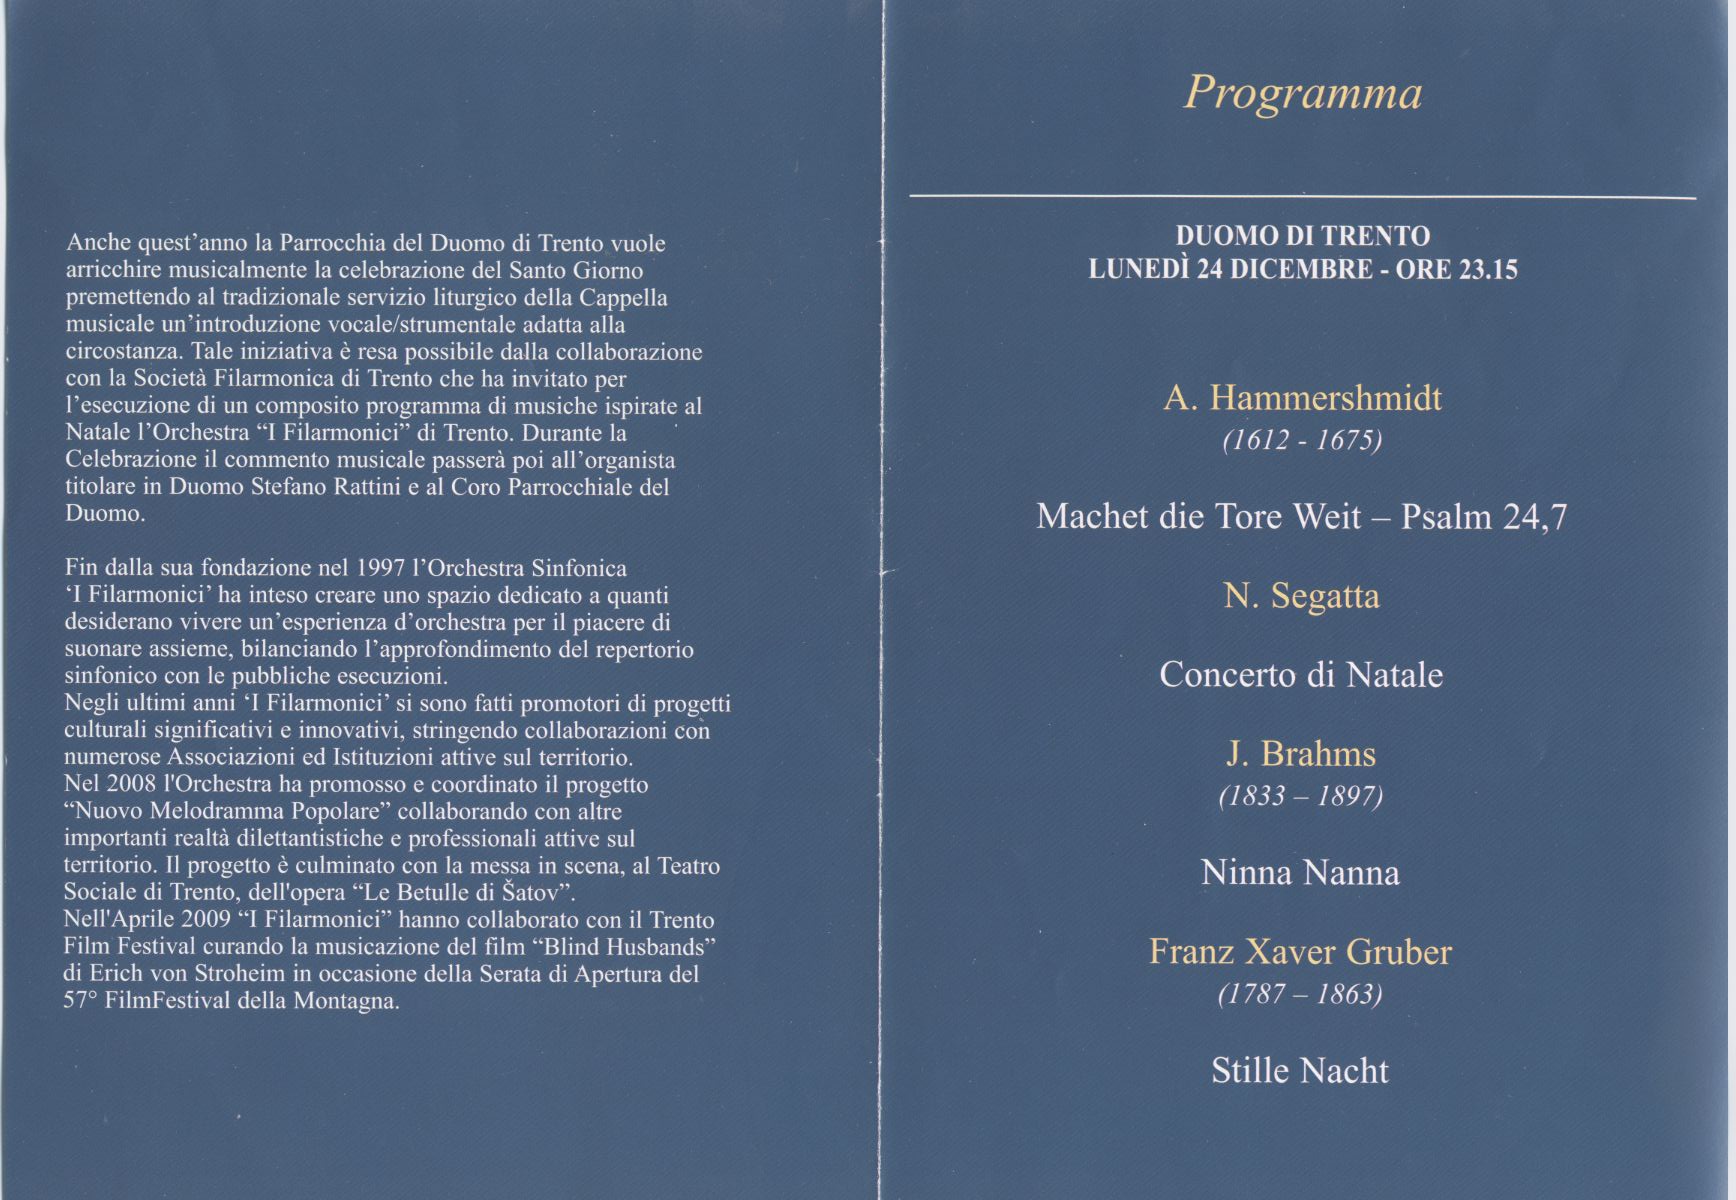 Anche quest’anno la Parrocchia del Duomo di Trento vuole
arricchire musicalmente la celebrazione del Santo Giorno
premettendo al tradizionale servizio liturgico della Cappella
musicale un’introduzione vocale/strumentale adatta alla
circostanza. Tale iniziativa è resa possibile dalla collaborazione
con la Società Filarmonica di Trento che ha invitato per
l’esecuzione di un composito programma di musiche ispirate al
Natale l’Orchestra “I Filarmonici” di Trento. Durante la
Celebrazione il commento musicale passerà poi all’organista
titolare in Duomo Stefano Rattini e al Coro Parrocchiale del
Duomo.
Fin dalla sua fondazione nel 1997 l’Orchestra Sinfonica
‘I Filarmonici’ ha inteso creare uno spazio dedicato a quanti
desiderano vivere un’esperienza d’orchestra per il piacere di
suonare assieme, bilanciando l’approfondimento del repertorio
sinfonico con le pubbliche esecuzioni.
Negli ultimi anni ‘I Filarmonici’ si sono fatti promotori di progetti
culturali significativi e innovativi, stringendo collaborazioni con
numerose Associazioni ed Istituzioni attive sul territorio.
Nel 2008 l'Orchestra ha promosso e coordinato il progetto
“Nuovo Melodramma Popolare” collaborando con altre
importanti realtà dilettantistiche e professionali attive sul
territorio. Il progetto è culminato con la messa in scena, al Teatro
Sociale di Trento, dell'opera “Le Betulle di Šatov”.
Nell'Aprile 2009 “I Filarmonici” hanno collaborato con il Trento
Film Festival curando la musicazione del film “Blind Husbands”
di Erich von Stroheim in occasione della Serata di Apertura del
57° FilmFestival della Montagna.
Programma
DUOMO DI TRENTO
LUNEDÌ 24 DICEMBRE - ORE 23.15
A. Hammershmidt
(1612 - 1675)
Machet die Tore Weit – Psalm 24,7
N. Segatta
Concerto di Natale
J. Brahms
(1833 – 1897)
Ninna Nanna
Franz Xaver Gruber
(1787 – 1863)
Stille Nacht